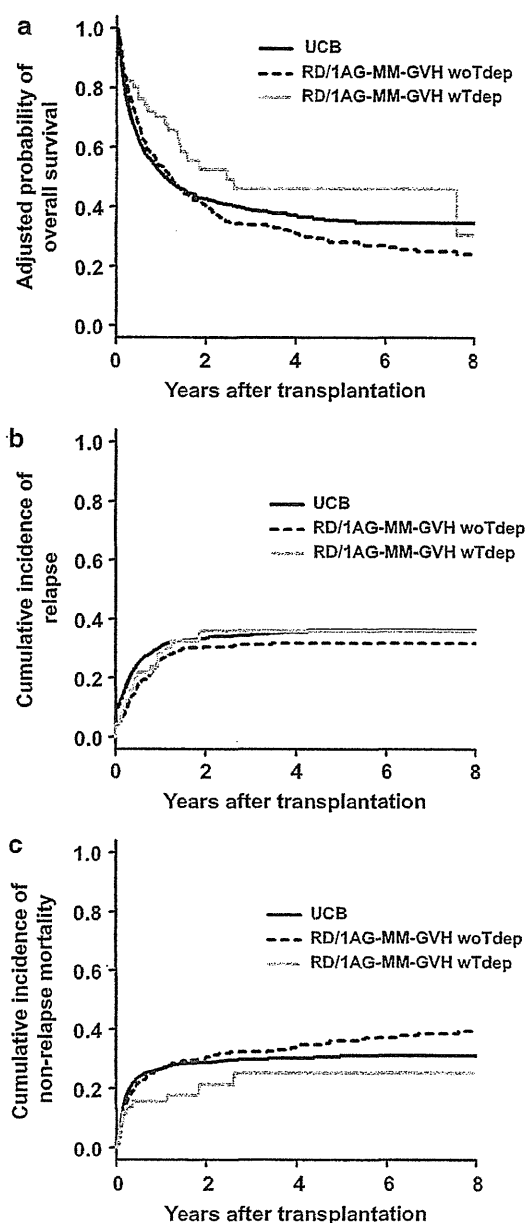 a
Adjusted probability of
overall survival
1.0
0.8
0.6
0.4
0.2
0.0
UCB
RD/1AG-MM-GVH woTdep
RD/1AG-MM-GVH wTdep
0 2 4 6 8
Years after transplantation
b
Cumulative incidence of
relapse
1.0
0.8
0.6
0.4
0.2
0.0
UCB
RD/1AG-MM-GVH woTdep
RD/1AG-MM-GVH wTdep
0 2 4 6 8
Years after transplantation
c
Cumulative incidence of
non-relapse mortality
1.0
0.8
0.6
0.4
0.2
0.0
UCB
RD/1AG-MM-GVH woTdep
RD/1AG-MM-GVH wTdep
0 2 4 6 8
Years after transplantation